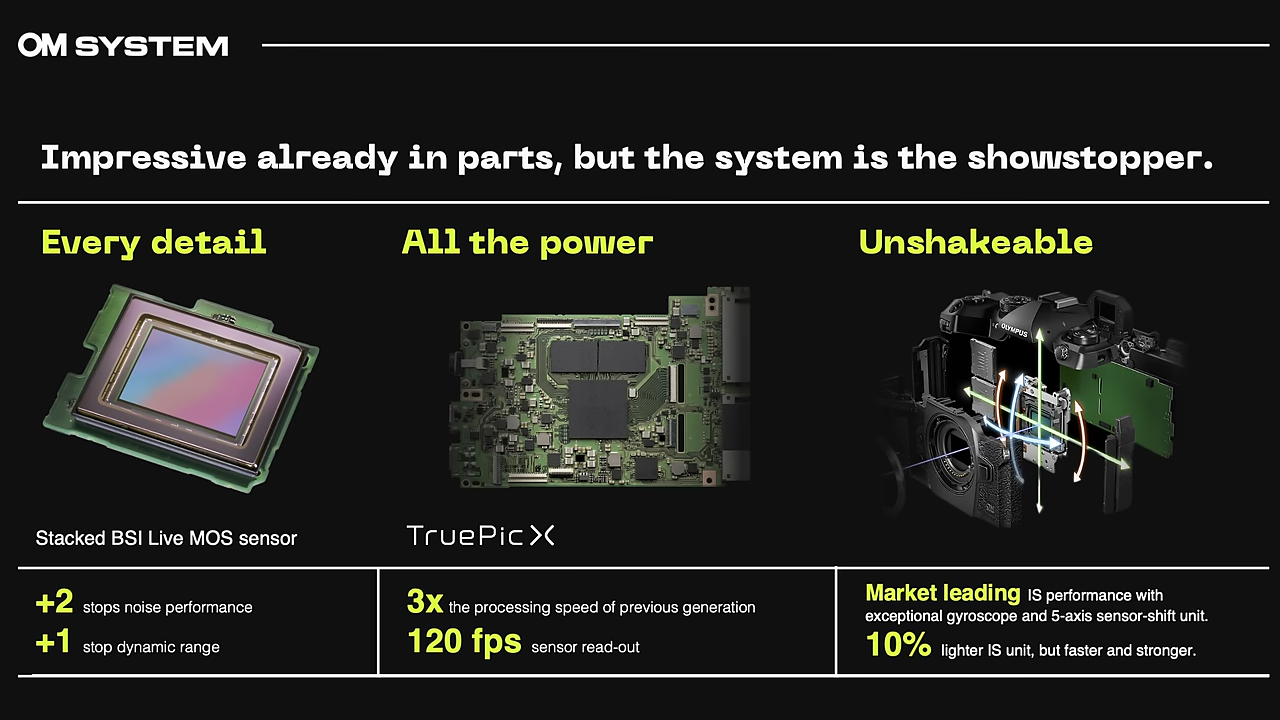 OM SYSTEM
Impressive already in parts, but the system is the showstopper.
Every detail
All the power
Unshakeable
OLYMPUS
Stacked BSI Live MOS sensor
TruePic X
+2 stops noise performance
+1 stop dynamic range
3x the processing speed of previous generation
120 fps sensor read-out
Market leading IS performance with
exceptional gyroscope and 5-axis sensor-shift unit.
10% lighter IS unit, but faster and stronger.